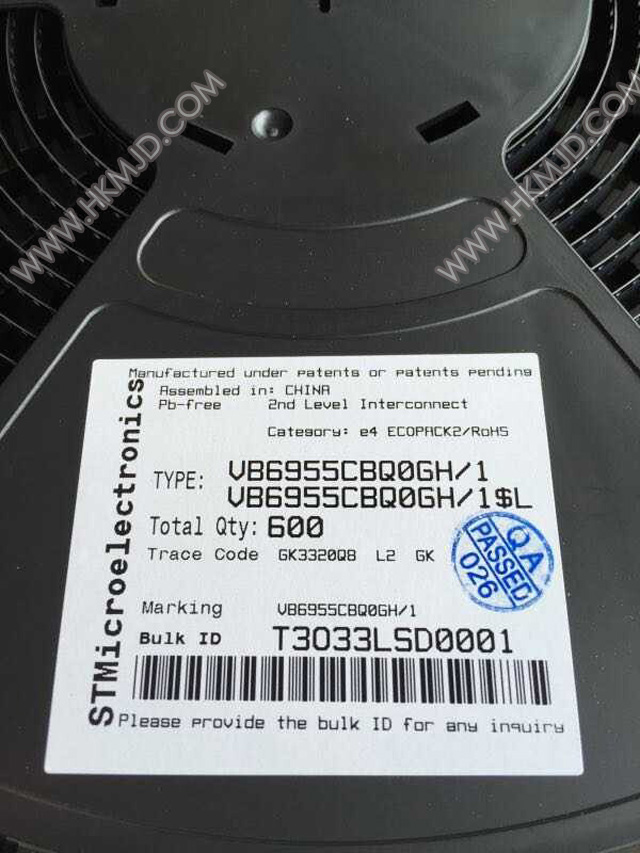 WWW.HKMJD.COM
WWW.HKMJD.COM
Manufactured under patents or patents pending
Assembled in: CHINA
Pb-free 2nd Level Interconnect
Category: e4 ECOPACK2/RoHS
STMicroelectronics
TYPE: VB6955CBQ0GH/1
VB6955CBQ0GH/1$L
Total Qty: 600
Trace Code GK3320Q8 L2 GK
QA
PASSED
026
Marking VB6955CBQ0GH/1
Bulk ID T3033LSD0001
Please provide the bulk ID for any inquiry